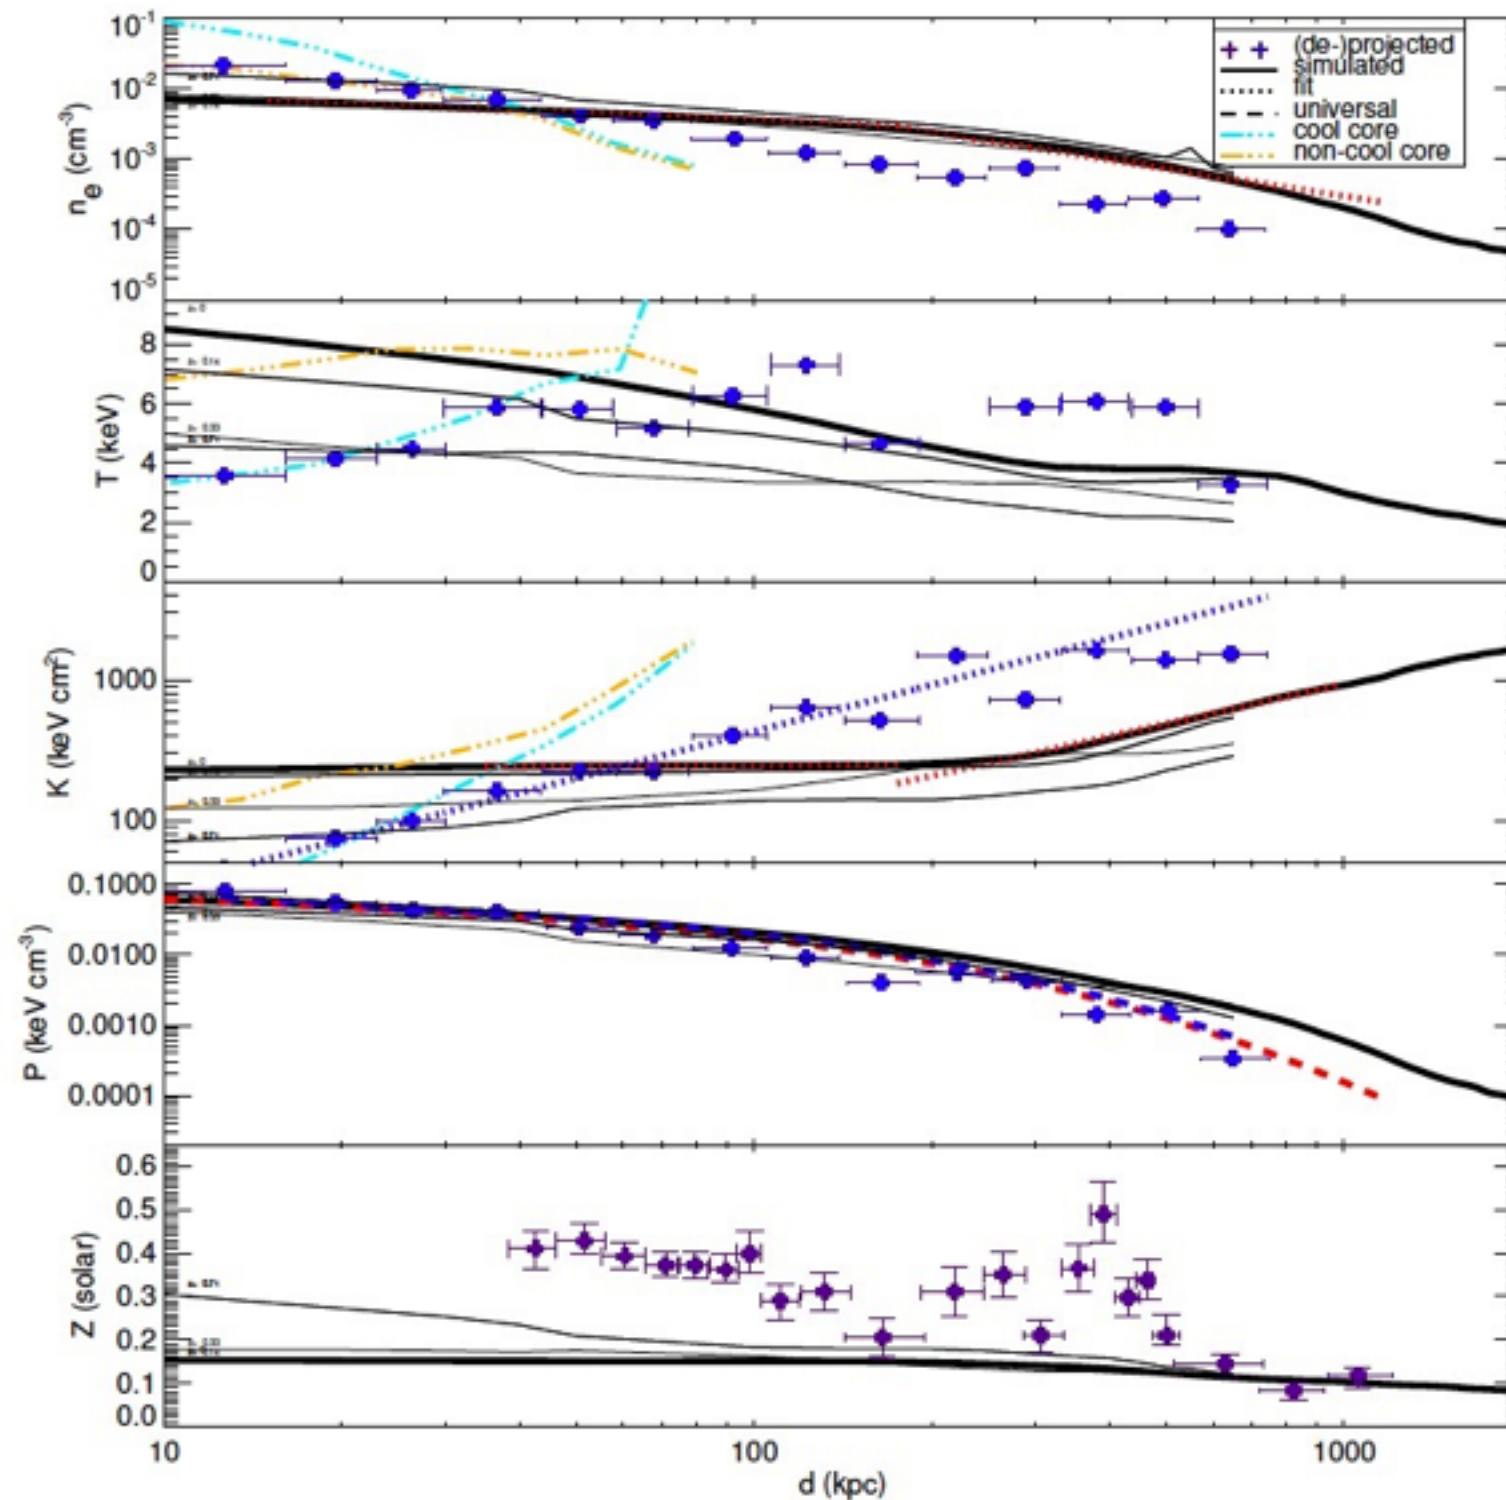 10⁻¹
10⁻²
10⁻³
10⁻⁴
10⁻⁵
nₑ (cm⁻³)
(de-)projected
simulated
fit
universal
cool core
non-cool core
8
6
4
2
0
T (keV)
1000
100
K (keV cm²)
0.1000
0.0100
0.0010
0.0001
P (keV cm⁻³)
0.6
0.5
0.4
0.3
0.2
0.1
0.0
Z (solar)
10 100 1000
d (kpc)